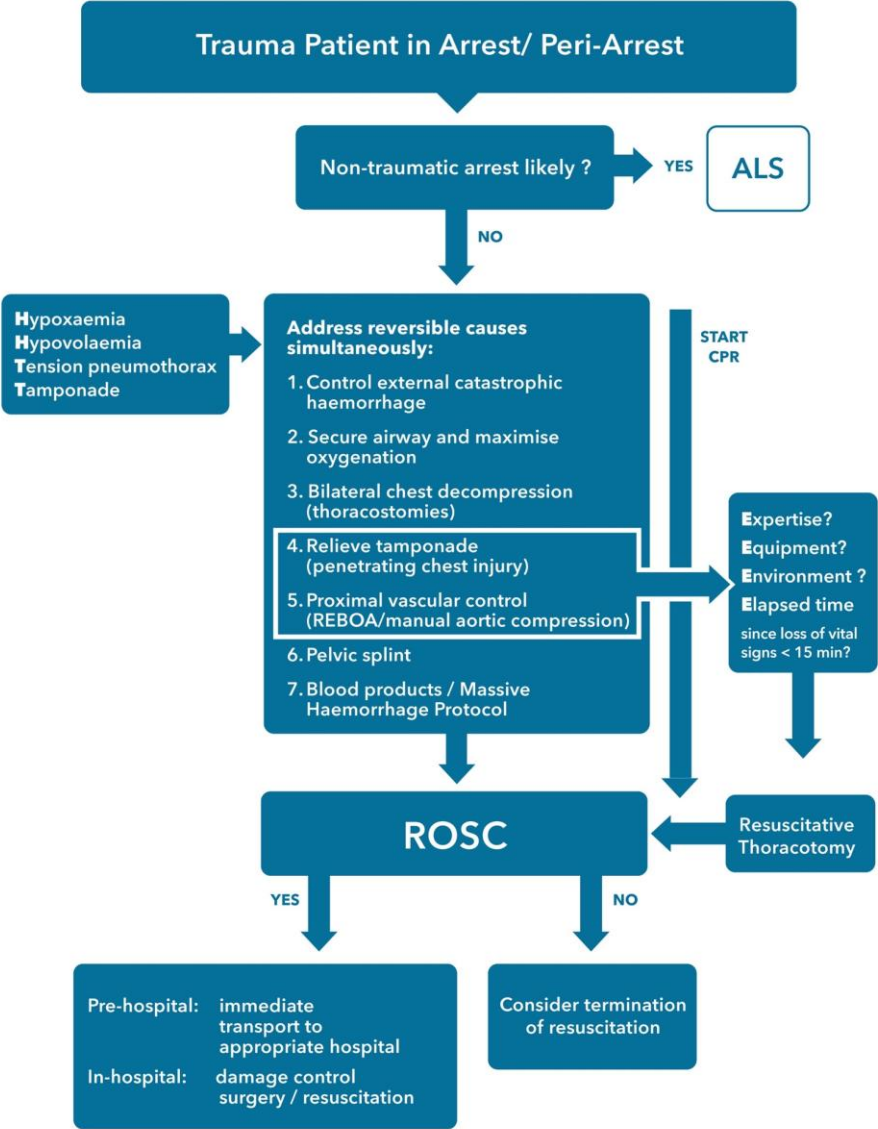 Trauma Patient in Arrest/ Peri-Arrest
Non-traumatic arrest likely ?
YES
ALS
NO
Hypoxaemia
Hypovolaemia
Tension pneumothorax
Tamponade
Address reversible causes
simultaneously:
1. Control external catastrophic
haemorrhage
2. Secure airway and maximise
oxygenation
3. Bilateral chest decompression
(thoracostomies)
4. Relieve tamponade
(penetrating chest injury)
5. Proximal vascular control
(REBOA/manual aortic compression)
6. Pelvic splint
7. Blood products / Massive
Haemorrhage Protocol
START
CPR
Expertise?
Equipment?
Environment ?
Elapsed time
since loss of vital
signs < 15 min?
Resuscitative
Thoracotomy
ROSC
YES
NO
Pre-hospital: immediate
transport to
appropriate hospital
In-hospital: damage control
surgery / resuscitation
Consider termination
of resuscitation